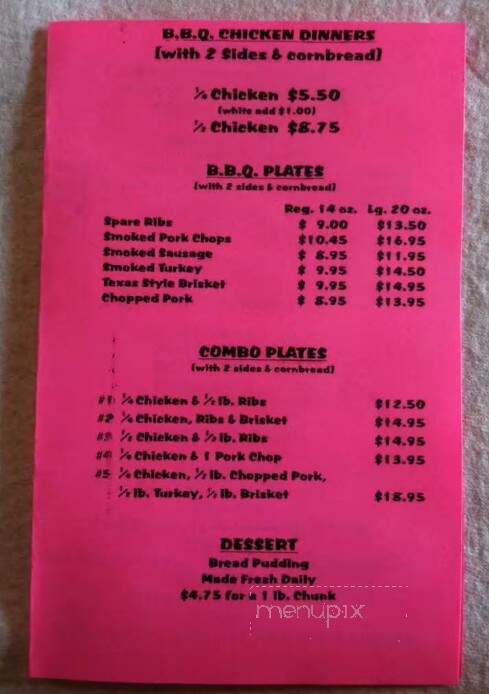 B.B.Q. CHICKEN DINNERS
(with 2 Sides & cornbread)
¼ Chicken $5.50
(white add $1.00)
½ Chicken $8.75
B.B.Q. PLATES
(with 2 sides & cornbread)
Reg. 14 oz. Lg. 20 oz.
Spare Ribs $ 9.00 $13.50
Smoked Pork Chops $10.45 $16.95
Smoked Sausage $ 8.95 $11.95
Smoked Turkey $ 9.95 $14.50
Texas Style Brisket $ 9.95 $14.95
Chopped Pork $ 8.95 $13.95
COMBO PLATES
(with 2 sides & cornbread)
#1 ¼ Chicken & ½ lb. Ribs $12.50
#2 ¼ Chicken, Ribs & Brisket $14.95
#3 ½ Chicken & ½ lb. Ribs $14.95
#4 ¼ Chicken & 1 Pork Chop $13.95
#5 ¼ Chicken, ½ lb. Chopped Pork,
½ lb. Turkey, ½ lb. Brisket $18.95
DESSERT
Bread Pudding
Made Fresh Daily
$4.75 for a 1 lb. Chunk
menupix